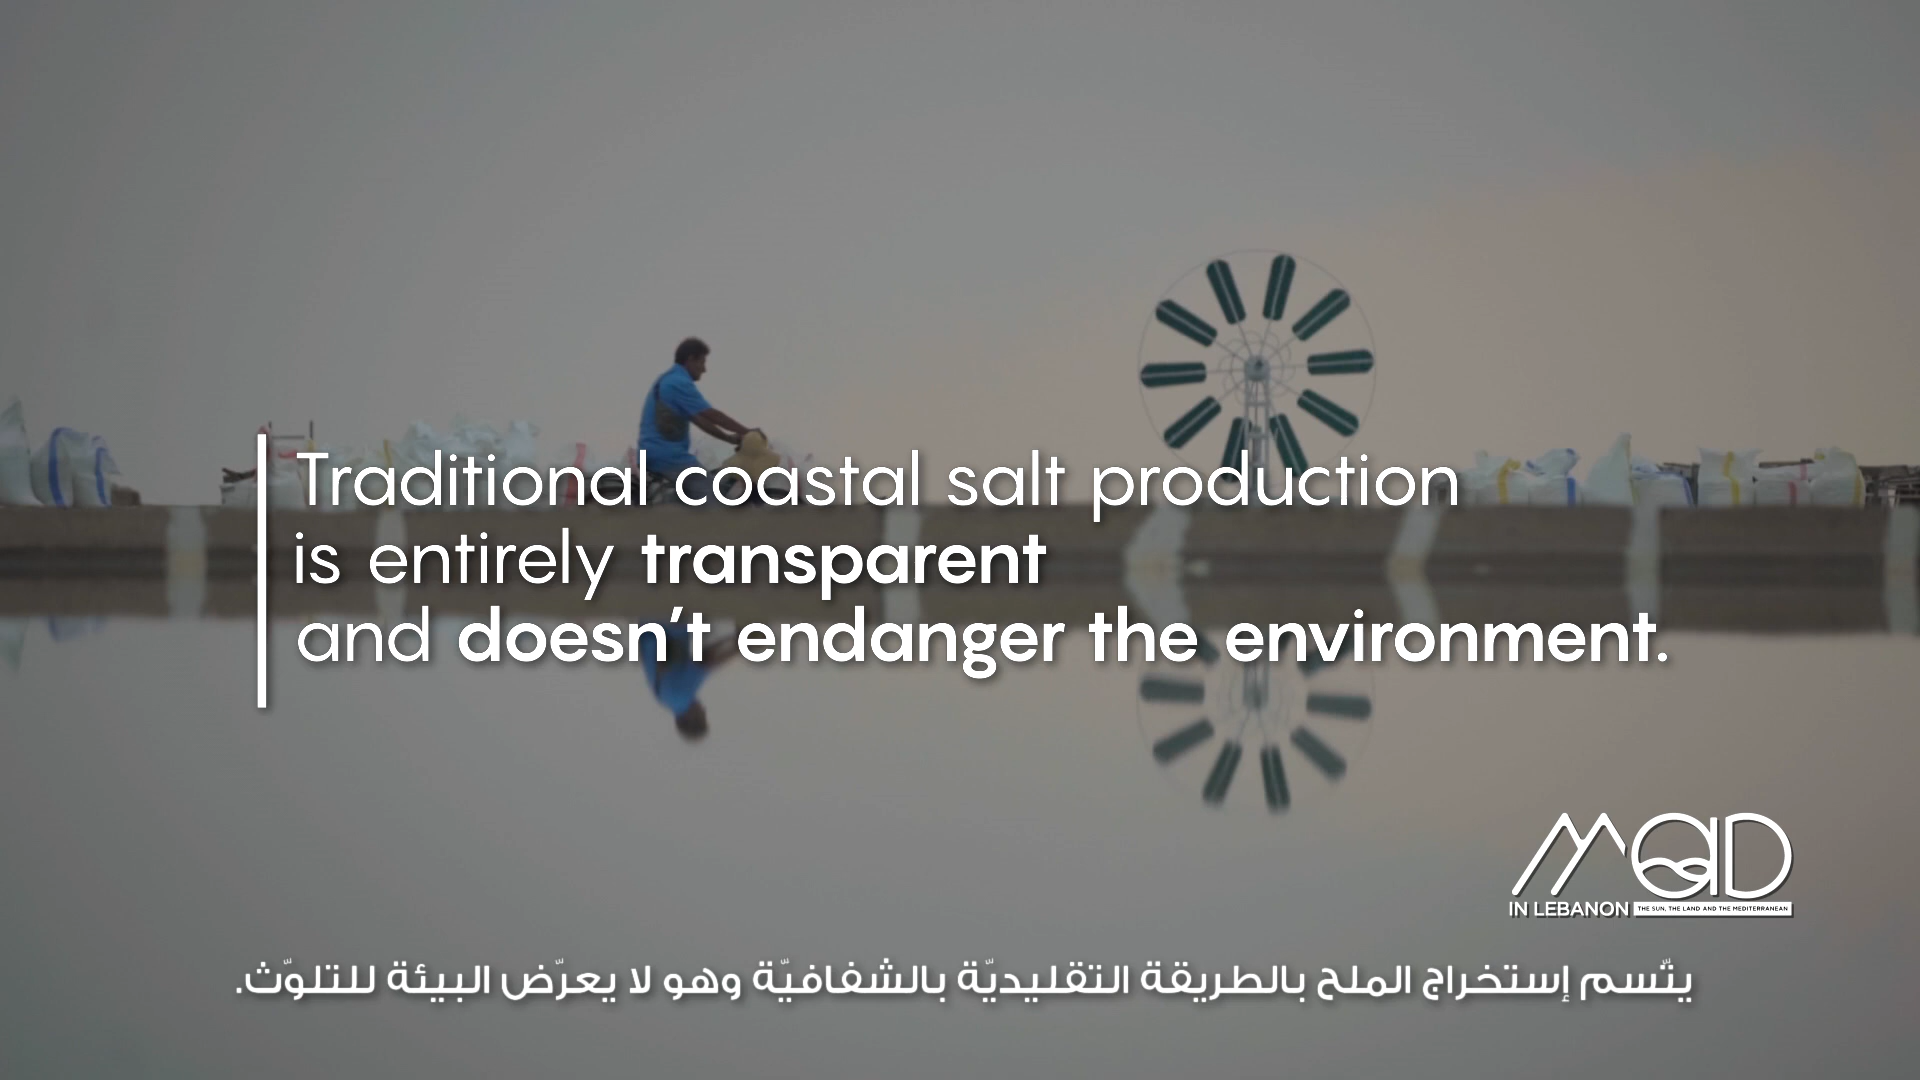 Traditional coastal salt production
is entirely transparent
and doesn't endanger the environment.
MaD
IN LEBANON THE SUN, THE LAND AND THE MEDITERRANEAN
يتّسم إستخراج الملح بالطريقة التقليديّة بالشفافيّة وهو لا يعرّض البيئة للتلوّث.